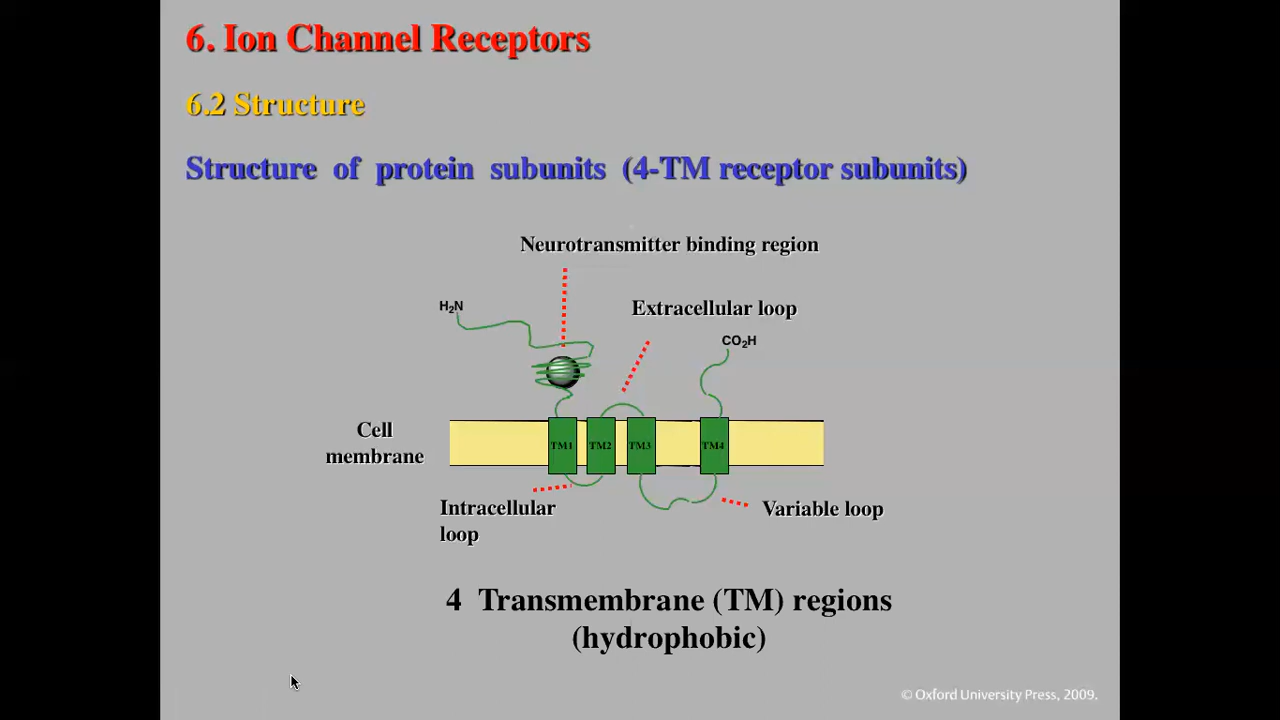 6. Ion Channel Receptors
6.2 Structure
Structure of protein subunits (4-TM receptor subunits)
Neurotransmitter binding region
H₂N
Extracellular loop
CO₂H
Cell
membrane
TM1
TM2
TM3
TM4
Intracellular
loop
Variable loop
4 Transmembrane (TM) regions
(hydrophobic)
© Oxford University Press, 2009.